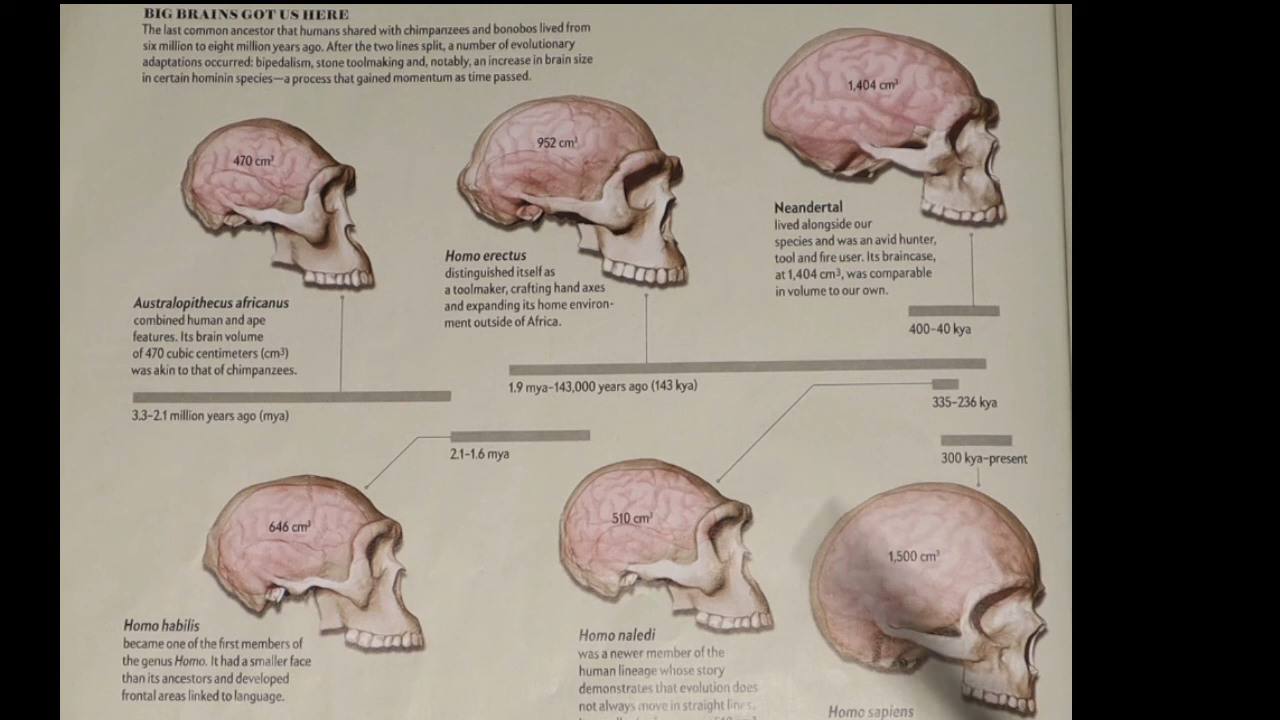 BIG BRAINS GOT US HERE
The last common ancestor that humans shared with chimpanzees and bonobos lived from
six million to eight million years ago. After the two lines split, a number of evolutionary
adaptations occurred: bipedalism, stone toolmaking and, notably, an increase in brain size
in certain hominin species—a process that gained momentum as time passed.
470 cm³
952 cm³
1,404 cm³
Australopithecus africanus
combined human and ape
features. Its brain volume
of 470 cubic centimeters (cm³)
was akin to that of chimpanzees.
3.3–2.1 million years ago (mya)
Homo erectus
distinguished itself as
a toolmaker, crafting hand axes
and expanding its home environ-
ment outside of Africa.
1.9 mya–143,000 years ago (143 kya)
Neandertal
lived alongside our
species and was an avid hunter,
tool and fire user. Its braincase,
at 1,404 cm³, was comparable
in volume to our own.
400–40 kya
335–236 kya
2.1–1.6 mya
300 kya–present
646 cm³
510 cm³
1,500 cm³
Homo habilis
became one of the first members of
the genus Homo. It had a smaller face
than its ancestors and developed
frontal areas linked to language.
Homo naledi
was a newer member of the
human lineage whose story
demonstrates that evolution does
not always move in straight lines.
Homo sapiens